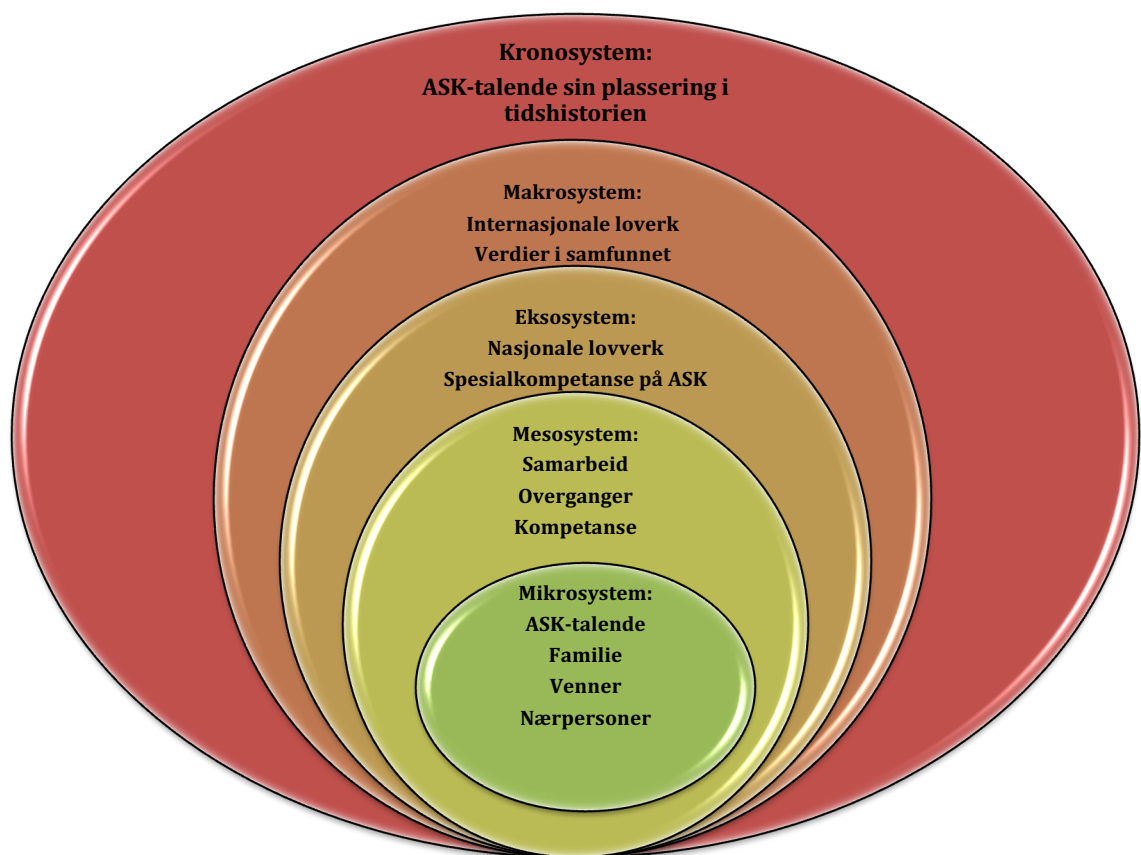 Kronosystem:
ASK-talende sin plassering i
tidshistorien
Makrosystem:
Internasjonale loverk
Verdier i samfunnet
Eksosystem:
Nasjonale lovverk
Spesialkompetanse på ASK
Mesosystem:
Samarbeid
Overganger
Kompetanse
Mikrosystem:
ASK-talende
Familie
Venner
Nærpersoner